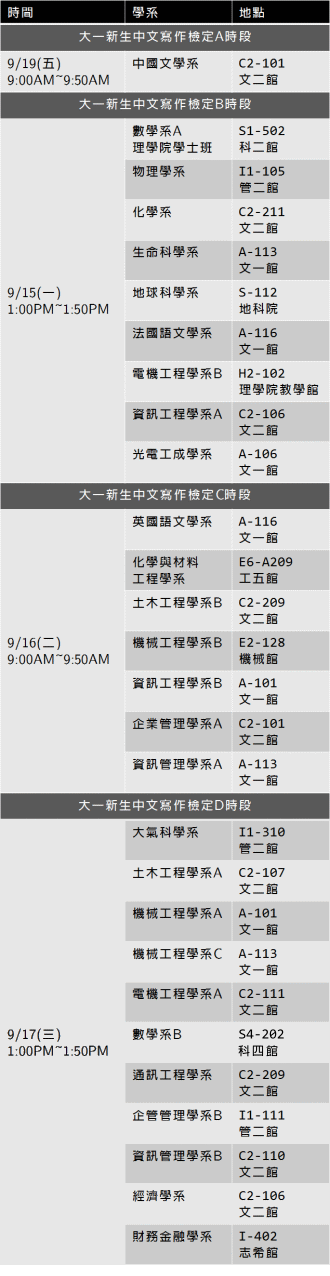 時間 學系 地點
大一新生中文寫作檢定A時段
9/19(五)
9:00AM~9:50AM
中國文學系
C2-101
文二館
大一新生中文寫作檢定B時段
9/15(一)
1:00PM~1:50PM
數學系A
理學院學士班
S1-502
科二館
物理學系
I1-105
管二館
化學系
C2-211
文二館
生命科學系
A-113
文一館
地球科學系
S-112
地科院
法國語文學系
A-116
文一館
電機工程學系B
H2-102
理學院教學館
資訊工程學系A
C2-106
文二館
光電工成學系
A-106
文一館
大一新生中文寫作檢定C時段
9/16(二)
9:00AM~9:50AM
英國語文學系
A-116
文一館
化學與材料
工程學系
E6-A209
工五館
土木工程學系B
C2-209
文二館
機械工程學系B
E2-128
機械館
資訊工程學系B
A-101
文一館
企業管理學系A
C2-101
文二館
資訊管理學系A
A-113
文一館
大一新生中文寫作檢定D時段
9/17(三)
1:00PM~1:50PM
大氣科學系
I1-310
管二館
土木工程學系A
C2-107
文二館
機械工程學系A
A-101
文一館
機械工程學系C
A-113
文一館
電機工程學系A
C2-111
文二館
數學系B
S4-202
科四館
通訊工程學系
C2-209
文二館
企管管理學系B
I1-111
管二館
資訊管理學系B
C2-110
文二館
經濟學系
C2-106
文二館
財務金融學系
I-402
志希館